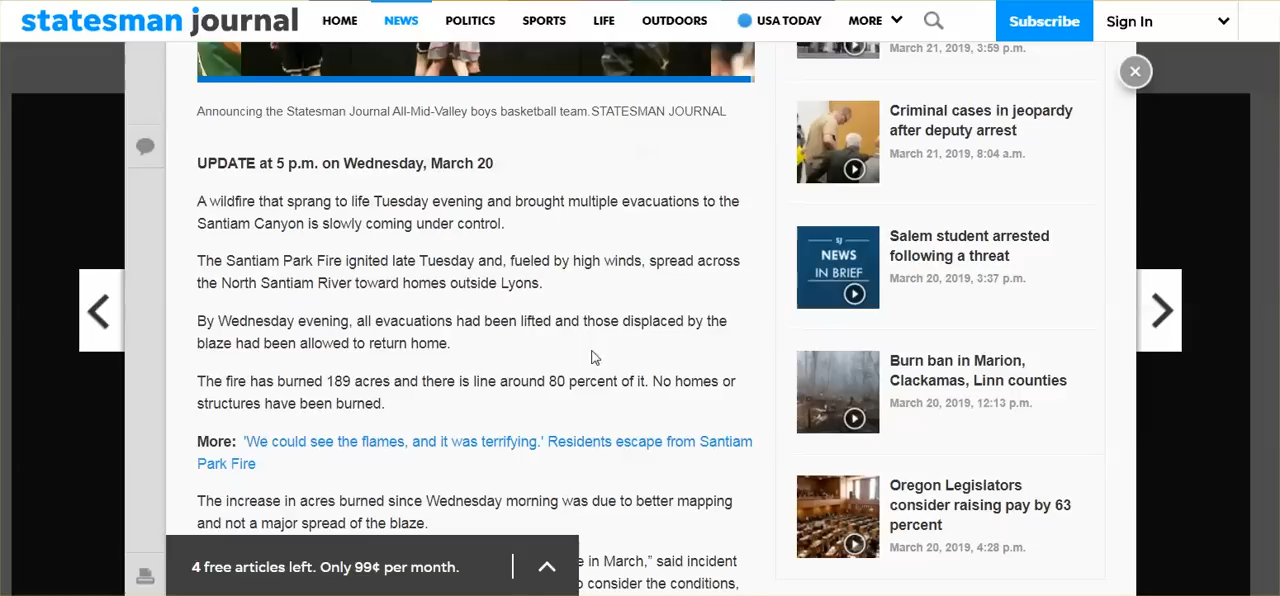 statesman journal
HOME NEWS POLITICS SPORTS LIFE OUTDOORS USA TODAY MORE Subscribe Sign In
Announcing the Statesman Journal All-Mid-Valley boys basketball team.STATESMAN JOURNAL
UPDATE at 5 p.m. on Wednesday, March 20
A wildfire that sprang to life Tuesday evening and brought multiple evacuations to the
Santiam Canyon is slowly coming under control.
The Santiam Park Fire ignited late Tuesday and, fueled by high winds, spread across
the North Santiam River toward homes outside Lyons.
By Wednesday evening, all evacuations had been lifted and those displaced by the
blaze had been allowed to return home.
The fire has burned 189 acres and there is line around 80 percent of it. No homes or
structures have been burned.
More: 'We could see the flames, and it was terrifying.' Residents escape from Santiam
Park Fire
The increase in acres burned since Wednesday morning was due to better mapping
and not a major spread of the blaze.
e in March,” said incident
o consider the conditions,
4 free articles left. Only 99¢ per month.
March 21, 2019, 3:59 p.m.
Criminal cases in jeopardy
after deputy arrest
March 21, 2019, 8:04 a.m.
SJ
NEWS
IN BRIEF
Salem student arrested
following a threat
March 20, 2019, 3:37 p.m.
Burn ban in Marion,
Clackamas, Linn counties
March 20, 2019, 12:13 p.m.
Oregon Legislators
consider raising pay by 63
percent
March 20, 2019, 4:28 p.m.